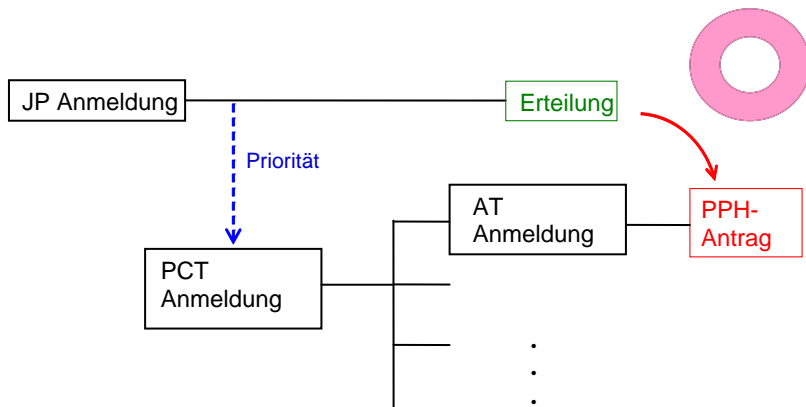 JP Anmeldung
Erteilung
Priorität
AT
Anmeldung
PPH-
Antrag
PCT
Anmeldung